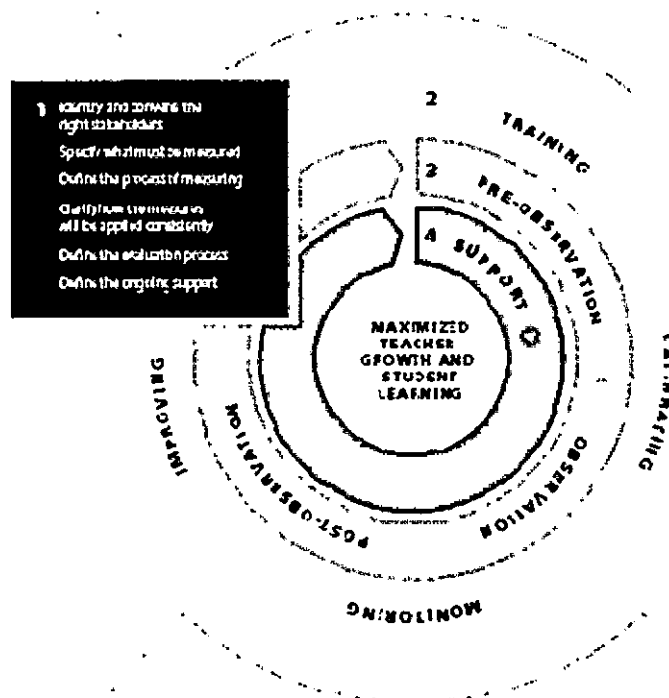 1 Identify and convene the
right stakeholders
Specify what must be measured
Define the process of measuring
Clarify how the measures
will be applied consistently
Define the evaluation process
Define the ongoing support
2
TRAINING
2
PRE-OBSERVATION
A SUPPORT
MAXIMIZED
TEACHER
GROWTH AND
STUDENT
LEARNING
OBSERVATION
POST-OBSERVATION
IMPROVING
MONITORING